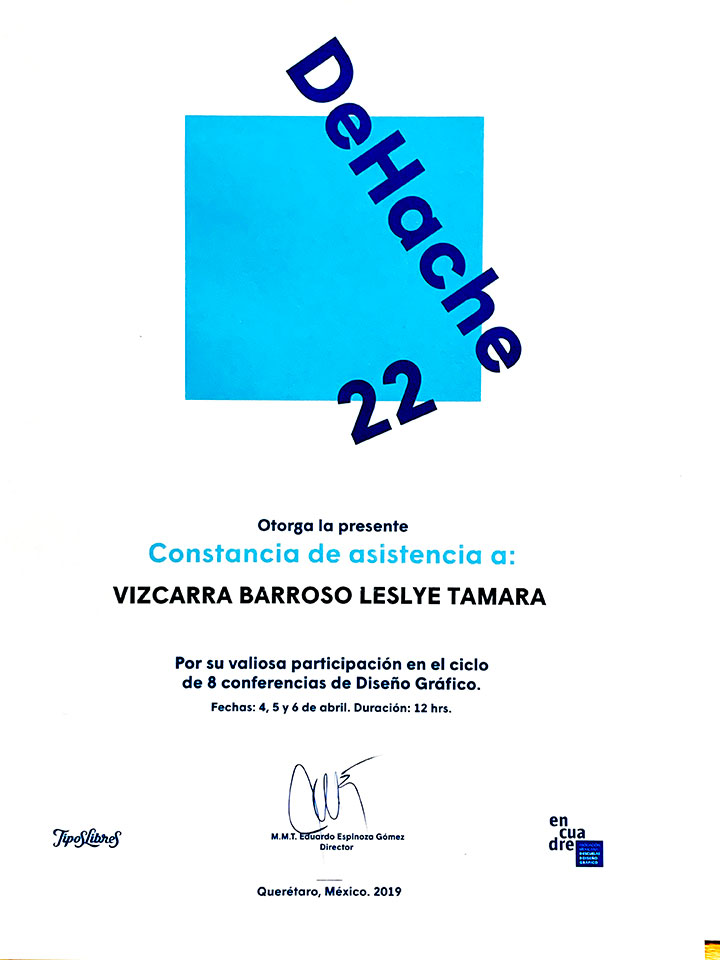 DeHache
22
Otorga la presente
Constancia de asistencia a:
VIZCARRA BARROSO LESLYE TAMARA
Por su valiosa participación en el ciclo
de 8 conferencias de Diseño Gráfico.
Fechas: 4, 5 y 6 de abril. Duración: 12 hrs.
M.M.T. Eduardo Espinoza Gómez
Director
TiposLibres
en
cua
dre
Querétaro, México. 2019